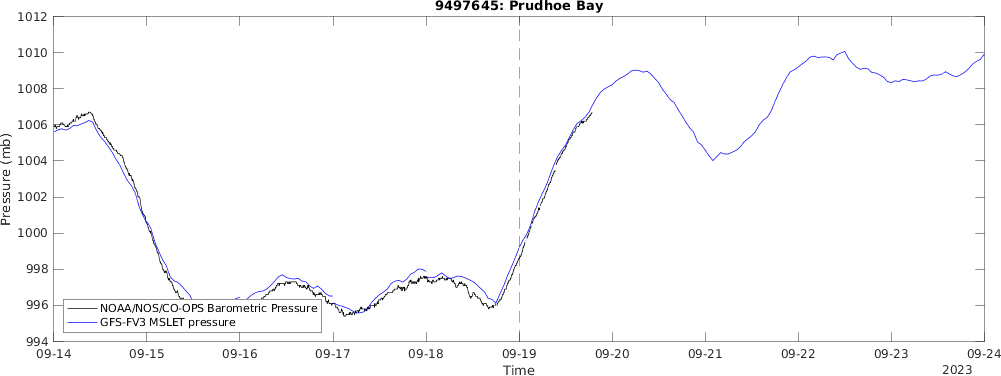 9497645: Prudhoe Bay
1012
1010
1008
1006
1004
1002
1000
998
996
994
Pressure (mb)
NOAA/NOS/CO-OPS Barometric Pressure
GFS-FV3 MSLET pressure
09-14 09-15 09-16 09-17 09-18 09-19 09-20 09-21 09-22 09-23 09-24
Time
2023